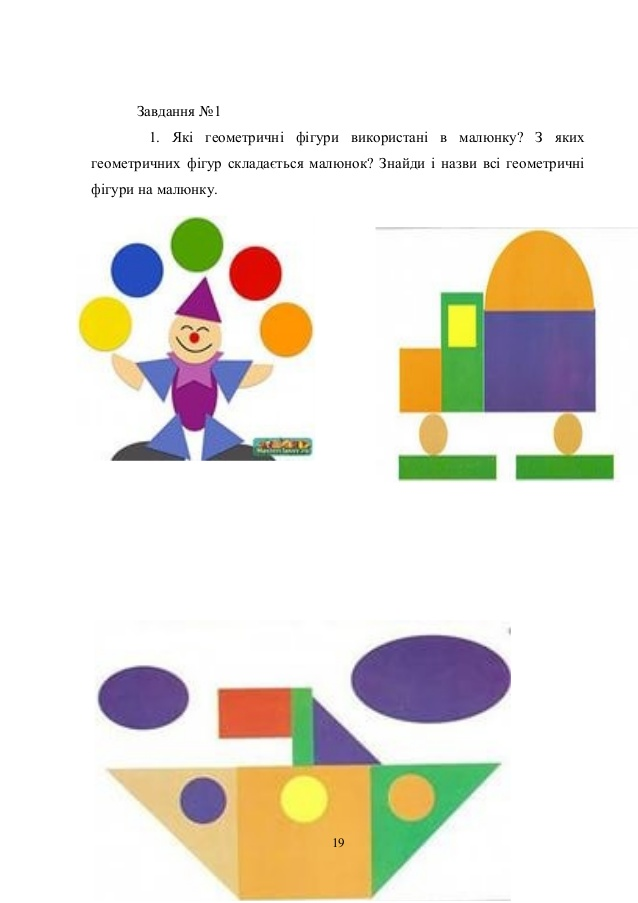 Завдання №1
1. Які геометричні фігури використані в малюнку? З яких
геометричних фігур складається малюнок? Знайди і назви всі геометричні
фігури на малюнку.
19